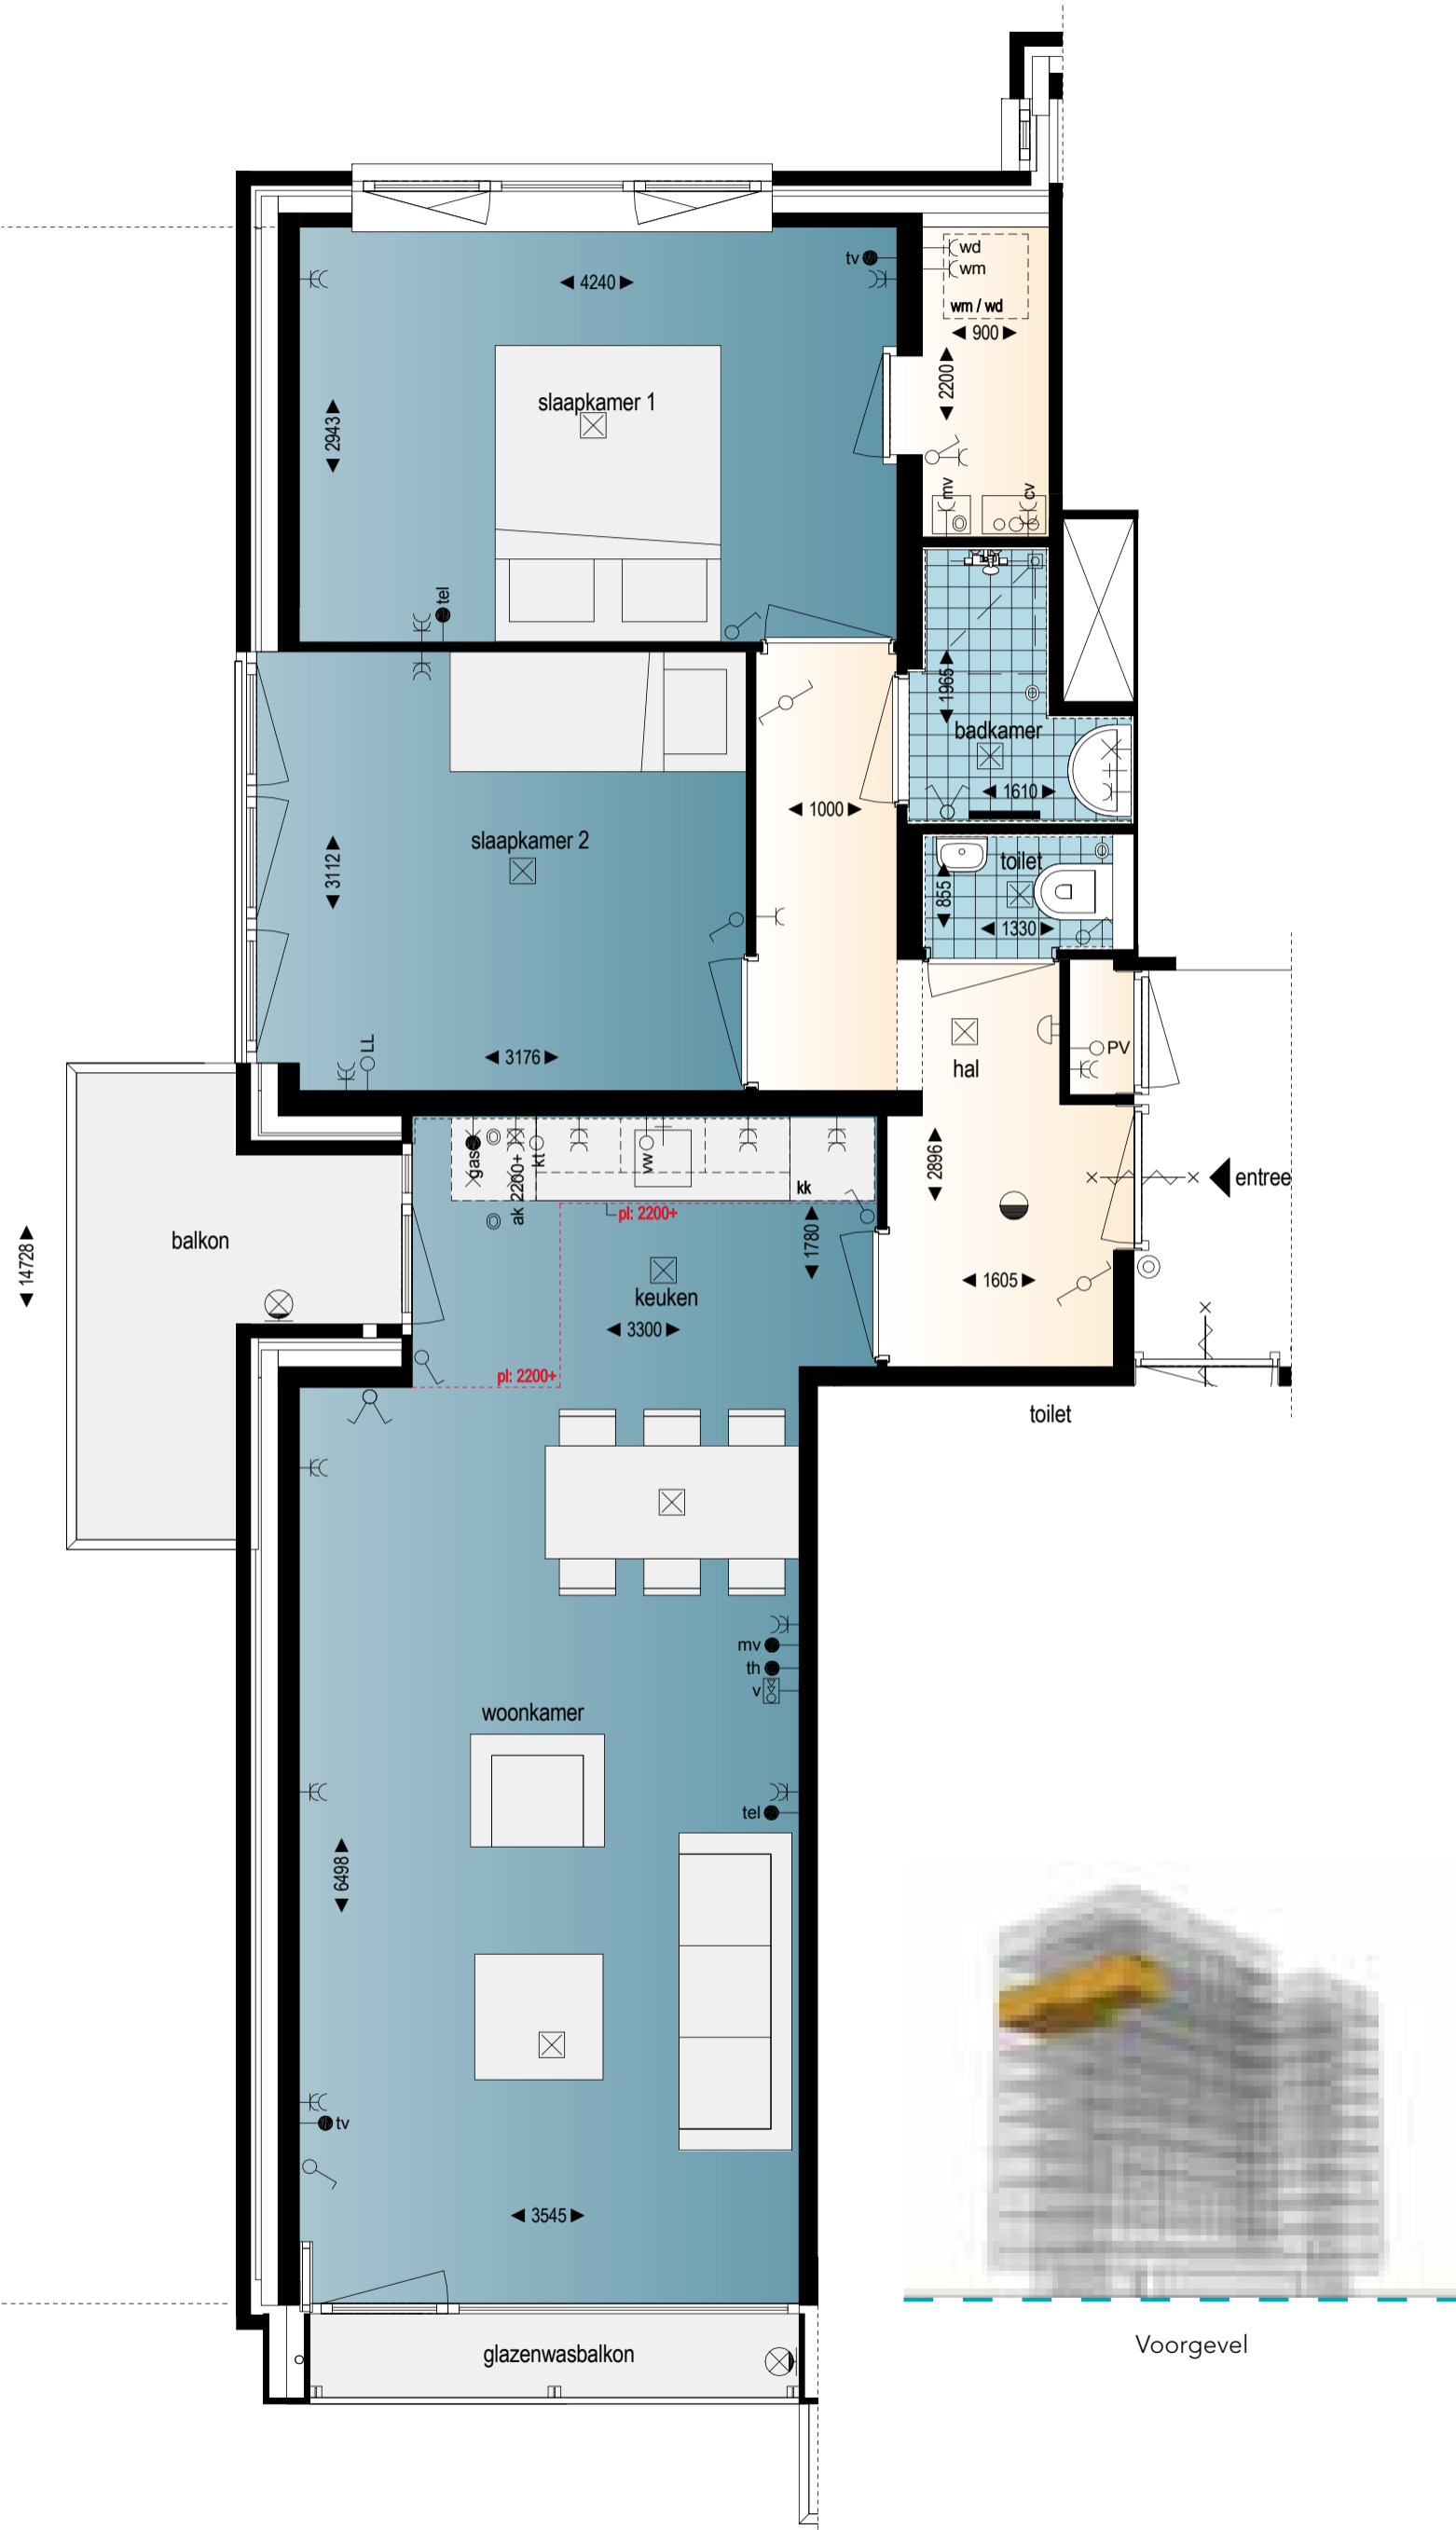 tv
wd
wm
wm / wd
4240
900
2200
slaapkamer 1
2943
mv
cv
tel
1965
badkamer
1610
1000
slaapkamer 2
3112
toilet
855
1330
LL
3176
hal
PV
gas
ak 2200+
kt
vw
kk
2896
entree
pl: 2200+
balkon
1780
14728
keuken
1605
3300
pl: 2200+
toilet
mv
th
v
woonkamer
tel
6498
tv
3545
glazenwasbalkon
Voorgevel